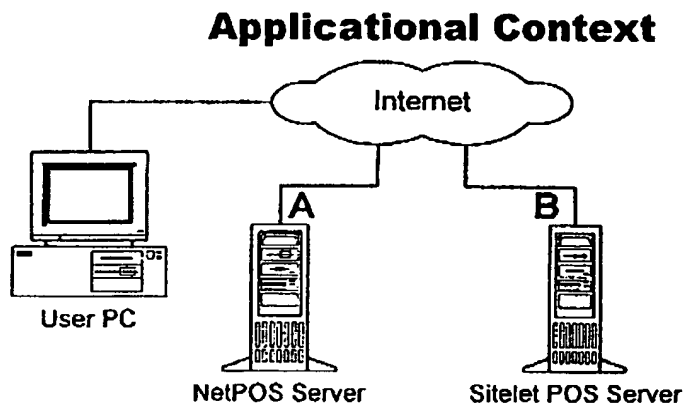 Applicational Context
Internet
A
B
User PC
NetPOS Server
Sitelet POS Server